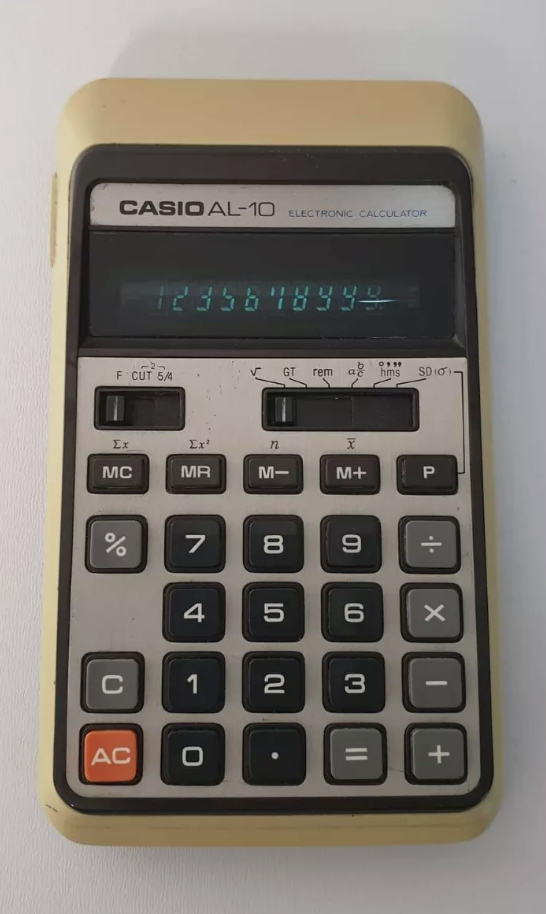 CASIO AL-10 ELECTRONIC CALCULATOR
2
F CUT 5/4 √ GT rem a b/c ° ’ ” hms SD(σ)
Σx Σx² n x̅
MC MR M− M+ P
% 7 8 9 ÷
4 5 6 ×
C 1 2 3 −
AC 0 . = +